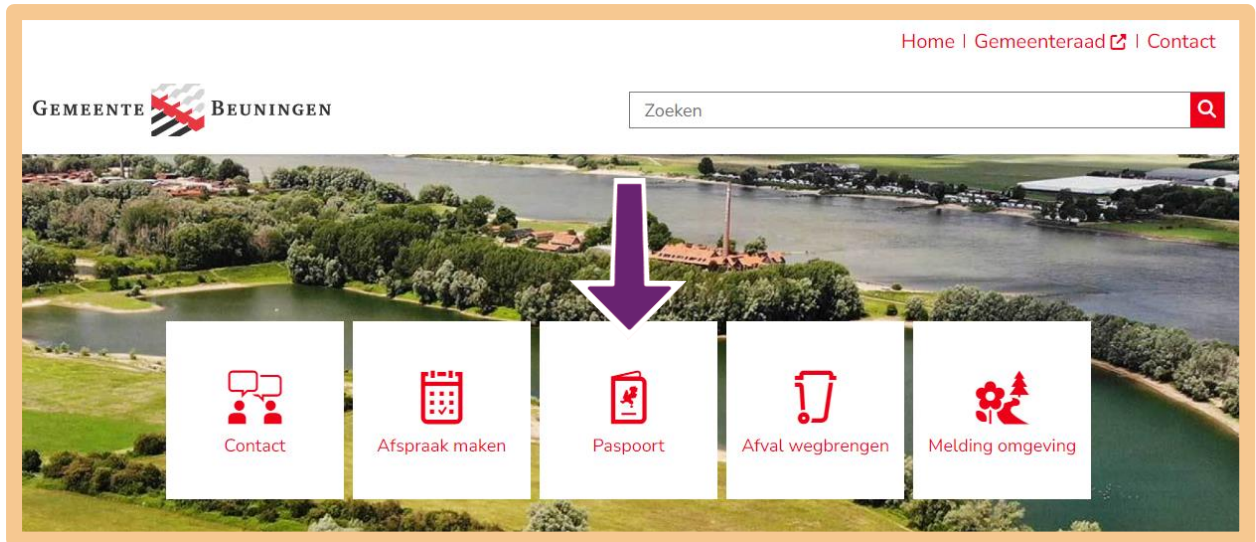 Home | Gemeenteraad | Contact
GEMEENTE BEUNINGEN
Zoeken
Contact
Afspraak maken
Paspoort
Afval wegbrengen
Melding omgeving